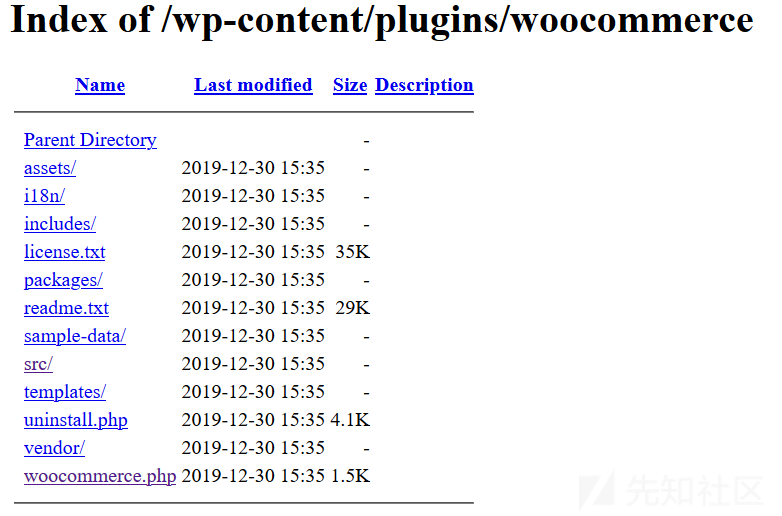 Index of /wp-content/plugins/woocommerce
Name Last modified Size Description
Parent Directory -
assets/ 2019-12-30 15:35 -
i18n/ 2019-12-30 15:35 -
includes/ 2019-12-30 15:35 -
license.txt 2019-12-30 15:35 35K
packages/ 2019-12-30 15:35 -
readme.txt 2019-12-30 15:35 29K
sample-data/ 2019-12-30 15:35 -
src/ 2019-12-30 15:35 -
templates/ 2019-12-30 15:35 -
uninstall.php 2019-12-30 15:35 4.1K
vendor/ 2019-12-30 15:35 -
woocommerce.php 2019-12-30 15:35 1.5K
先知社区